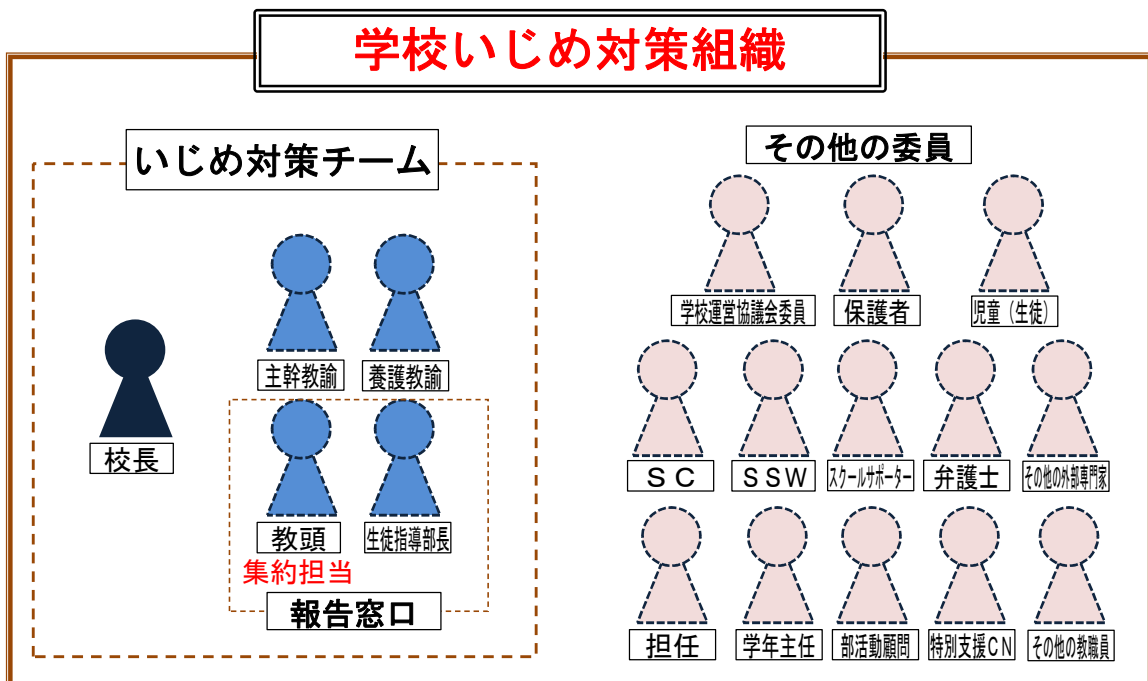 学校いじめ対策組織
いじめ対策チーム
校長
主幹教諭
養護教諭
教頭
生徒指導部長
集約担当
報告窓口
その他の委員
学校運営協議会委員
保護者
児童（生徒）
ＳＣ
ＳＳＷ
スクールサポーター
弁護士
その他の外部専門家
担任
学年主任
部活動顧問
特別支援ＣＮ
その他の教職員